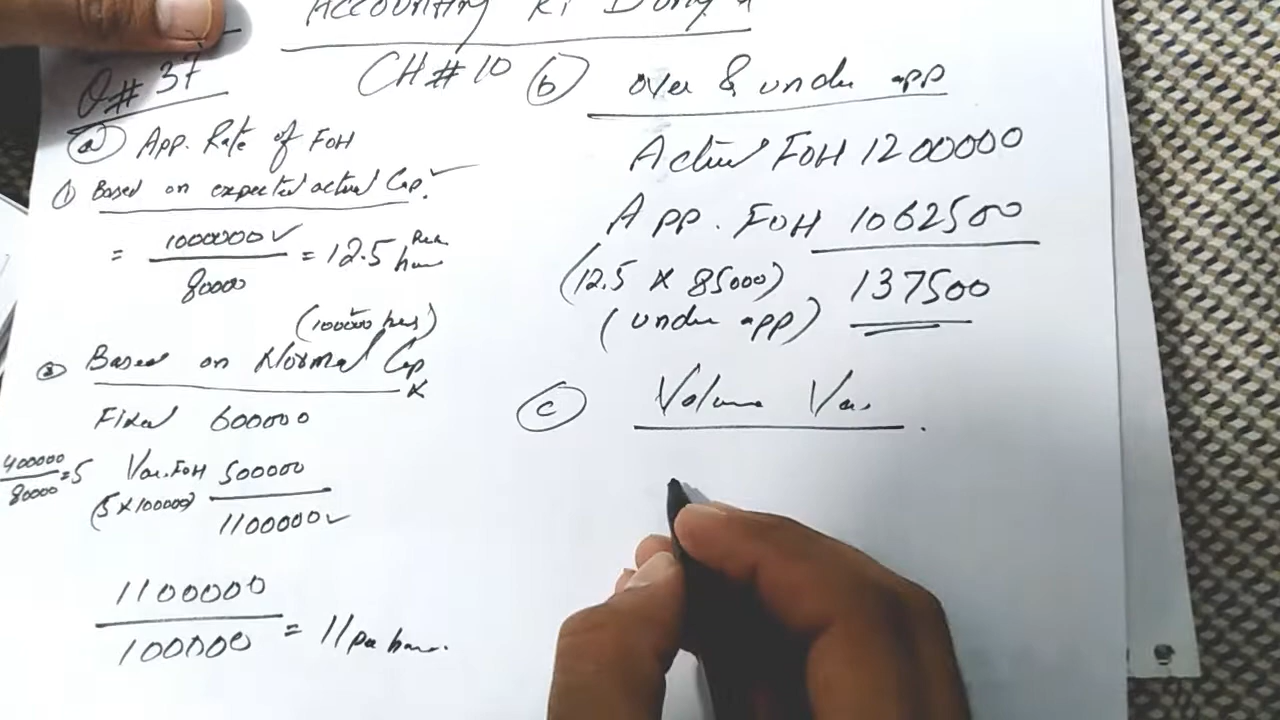 Accounting Ki Duniya
Q# 37
CH# 10
(a) App. Rate of FOH
(1) Based on expected actual Cap. ✓
= 1000000 ✓ / 80000 = 12.5 Per hour
(100000 hrs)
(2) Based on Normal Cap ×
Fixed 600000
400000 / 80000 = 5
Var. FOH 500000
(5 × 100000)
1100000 ✓
1100000 / 100000 = 11 per hour.
(b) over & under app
Actual FOH 1200000
App. FOH 1062500
(12.5 × 85000) 137500
(under app)
(c) Volume Var.